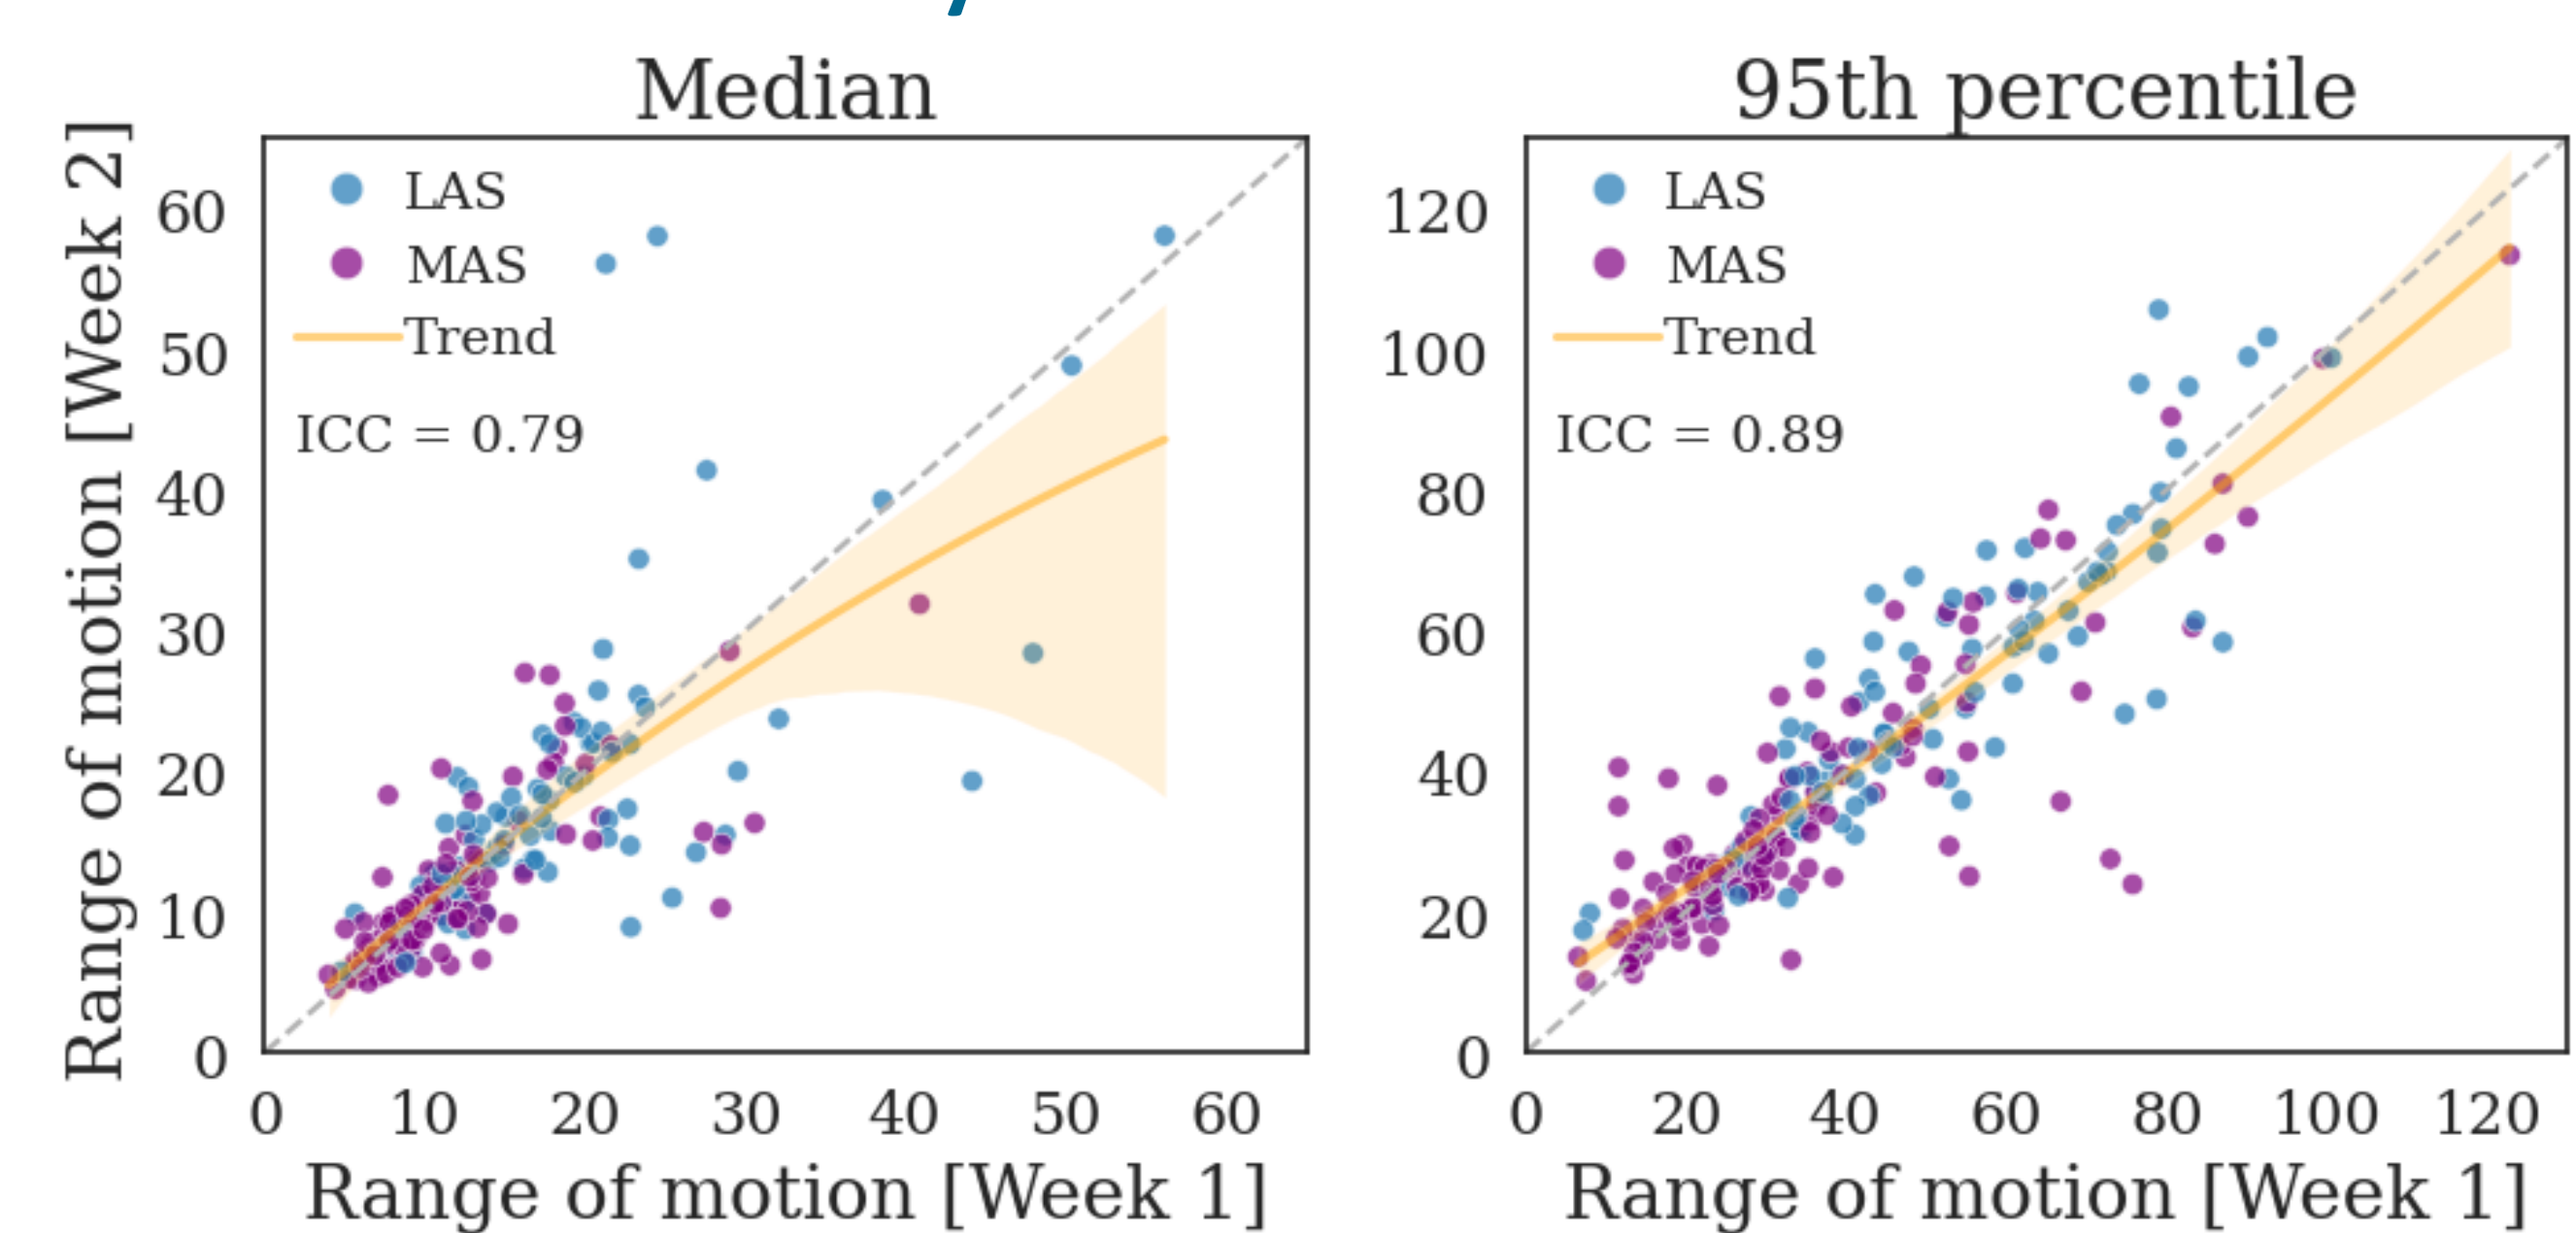 Median
Range of motion [Week 2]
LAS
MAS
Trend
ICC = 0.79
60
50
40
30
20
10
0
0 10 20 30 40 50 60
Range of motion [Week 1]
95th percentile
LAS
MAS
Trend
ICC = 0.89
120
100
80
60
40
20
0
0 20 40 60 80 100 120
Range of motion [Week 1]